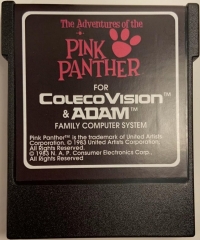 The Adventures of the
PINK
PANTHER
FOR
COLECOVISION™
& ADAM™
FAMILY COMPUTER SYSTEM
Pink Panther™ is the trademark of United Artists
Corporation. © 1983 United Artists Corporation,
All Rights Reserved.
© 1983 N. A. P. Consumer Electronics Corp.,
All Rights Reserved